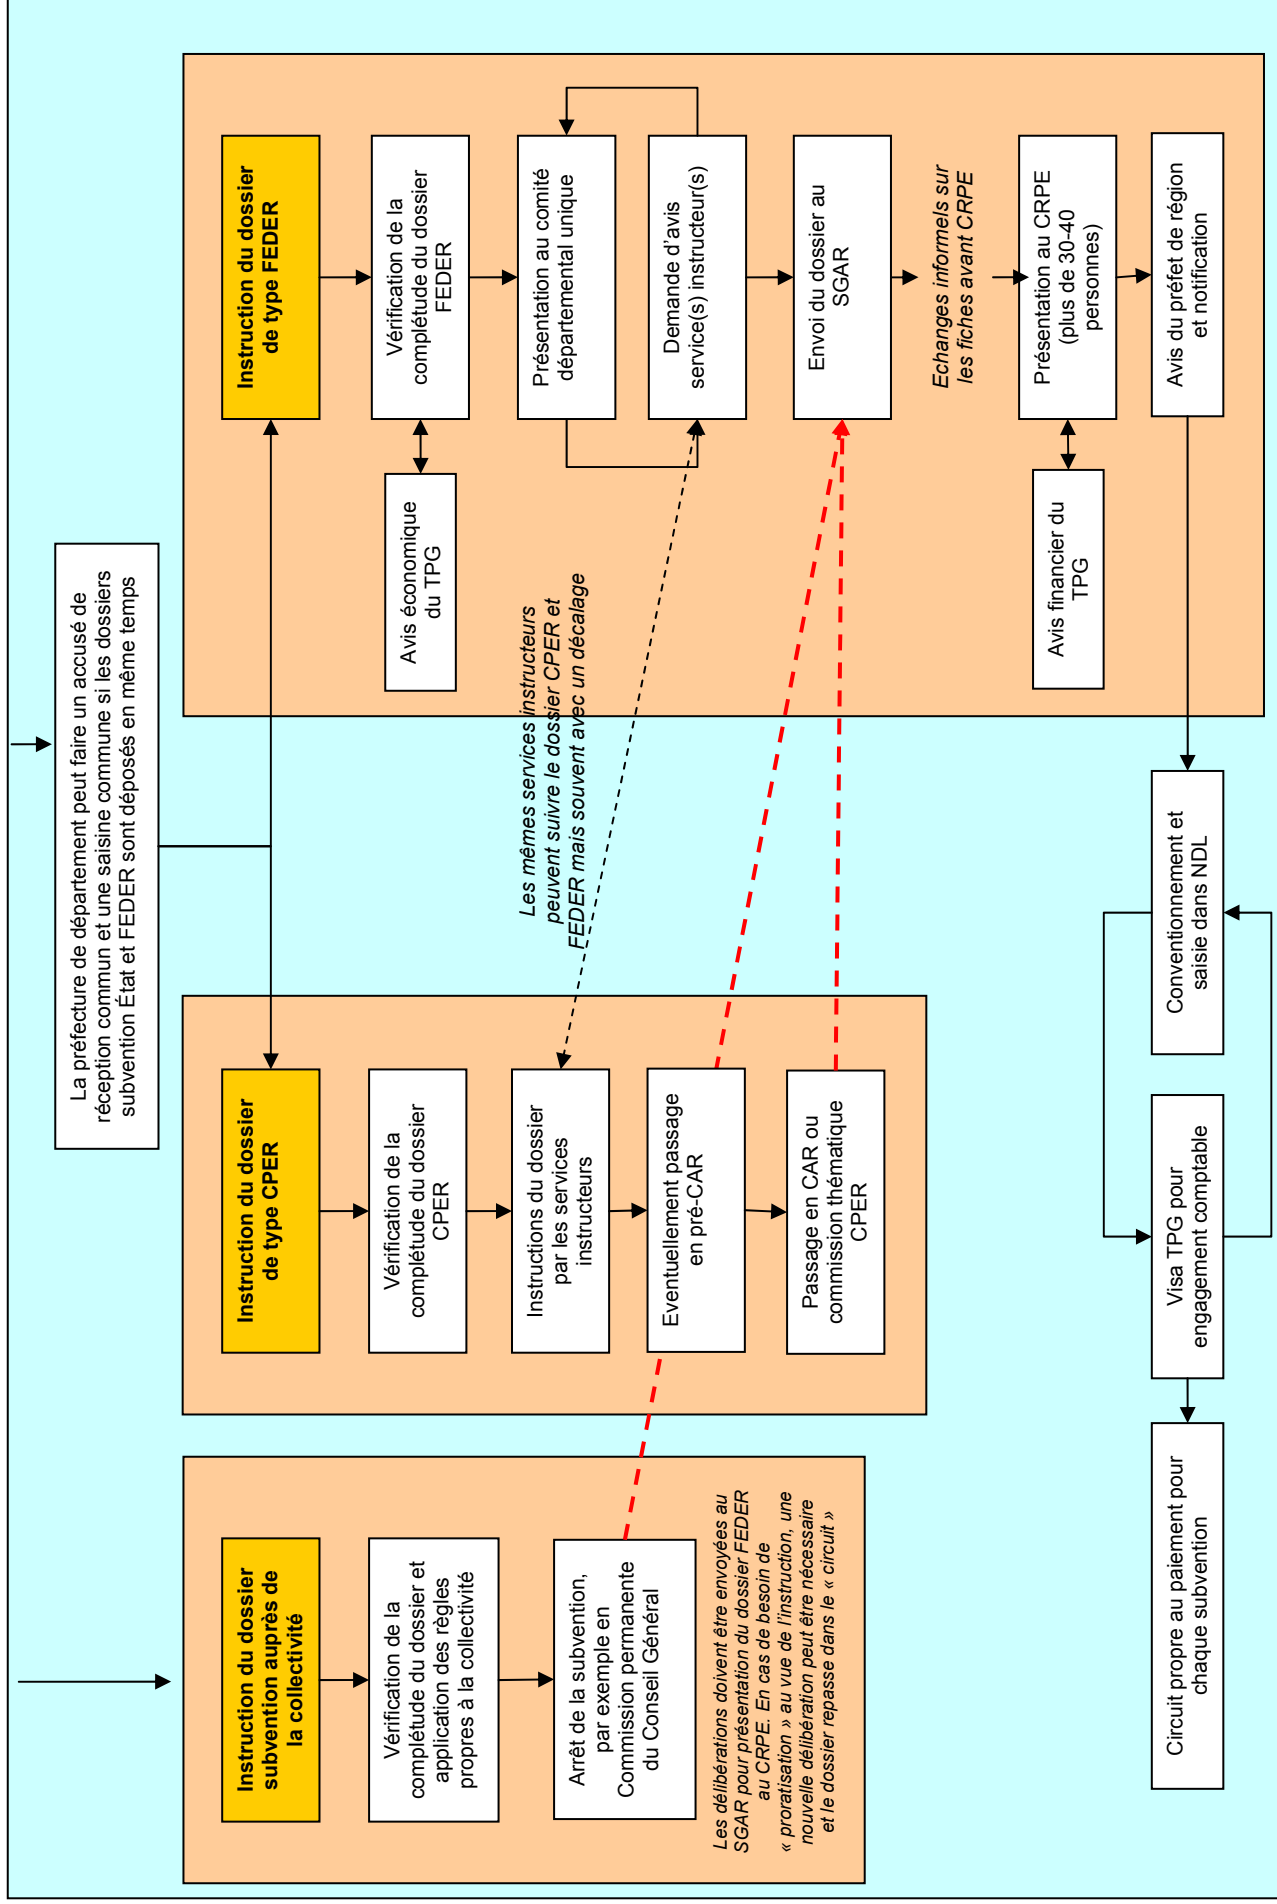 La préfecture de département peut faire un accusé de
réception commun et une saisine commune si les dossiers
subvention État et FEDER sont déposés en même temps
Instruction du dossier
subvention auprès de
la collectivité
Vérification de la
complétude du dossier et
application des règles
propres à la collectivité
Arrêt de la subvention,
par exemple en
Commission permanente
du Conseil Général
Les délibérations doivent être envoyées au
SGAR pour présentation du dossier FEDER
au CRPE. En cas de besoin de
« proratisation » au vue de l'instruction, une
nouvelle délibération peut être nécessaire
et le dossier repasse dans le « circuit »
Instruction du dossier
de type CPER
Vérification de la
complétude du dossier
CPER
Instructions du dossier
par les services
instructeurs
Eventuellement passage
en pré-CAR
Passage en CAR ou
commission thématique
CPER
Les mêmes services instructeurs
peuvent suivre le dossier CPER et
FEDER mais souvent avec un décalage
Instruction du dossier
de type FEDER
Vérification de la
complétude du dossier
FEDER
Avis économique
du TPG
Présentation au comité
départemental unique
Demande d'avis
service(s) instructeur(s)
Envoi du dossier au
SGAR
Echanges informels sur
les fiches avant CRPE
Présentation au CRPE
(plus de 30-40
personnes)
Avis financier du
TPG
Avis du préfet de région
et notification
Conventionnement et
saisie dans NDL
Visa TPG pour
engagement comptable
Circuit propre au paiement pour
chaque subvention